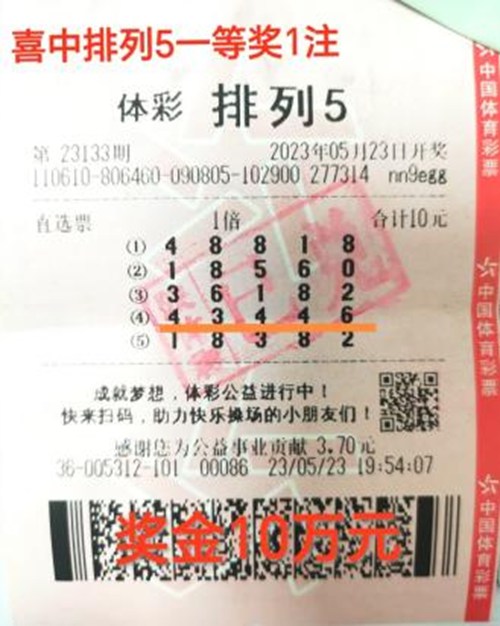 喜中排列5一等奖1注
体彩 排列5
第 23133期 2023年05月23日开奖
110610-806460-090805-102900 277314 nn9egg
直选票 1倍 合计10元
① 4 8 8 1 8
② 1 8 5 6 0
③ 3 6 1 8 2
④ 4 3 4 4 6
⑤ 1 8 3 8 2
成就梦想，体彩公益进行中！
快来扫码，助力快乐操场的小朋友们！
感谢您为公益事业贡献 3.70元
36-005312-101 00086 23/05/23 19:54:07
奖金10万元
中国体育彩票
中国体育彩票
中国体育彩票